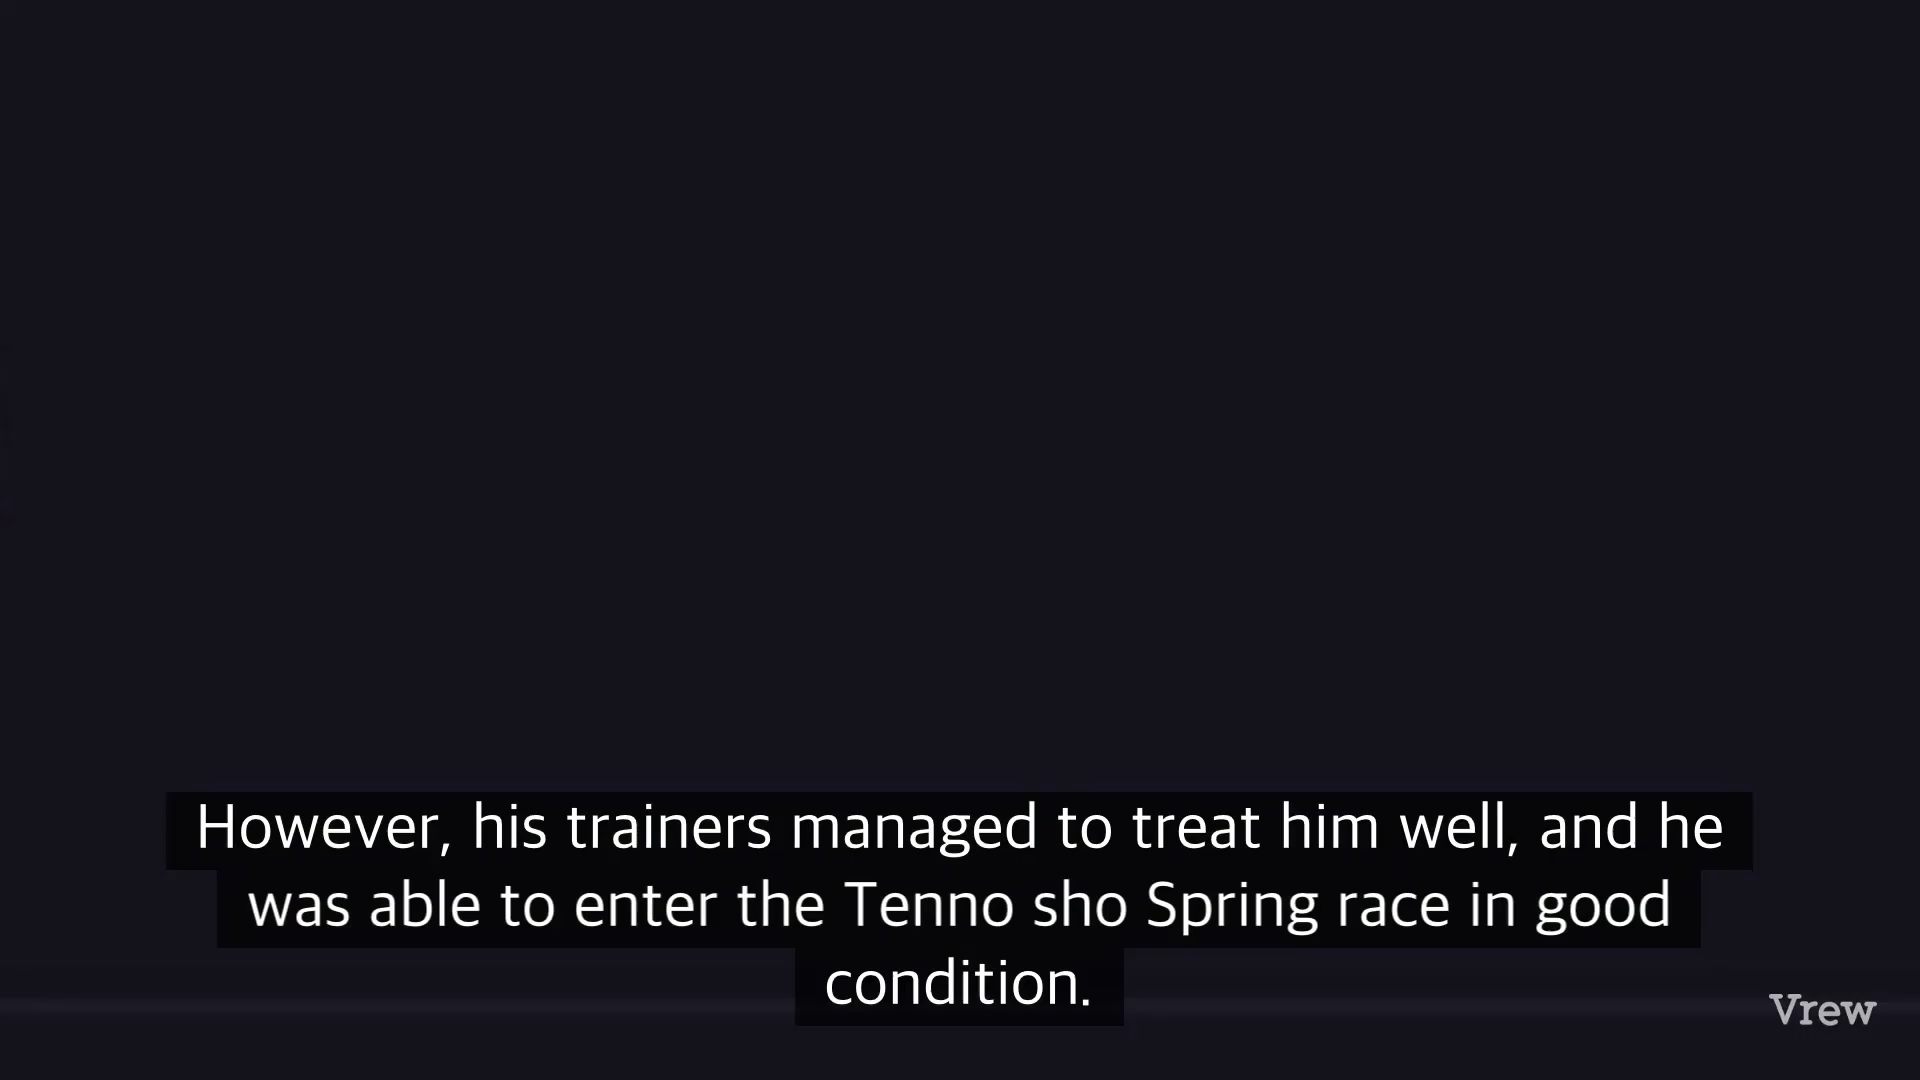 However, his trainers managed to treat him well, and he
was able to enter the Tenno sho Spring race in good
condition.
Vrew